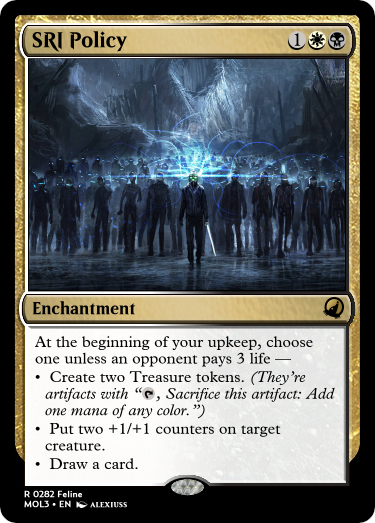 SRI Policy 1
Enchantment
At the beginning of your upkeep, choose
one unless an opponent pays 3 life —
• Create two Treasure tokens. (They're
artifacts with “, Sacrifice this artifact: Add
one mana of any color.”)
• Put two +1/+1 counters on target
creature.
• Draw a card.
R 0282 Feline
MOL3 • EN ALEXIUSS